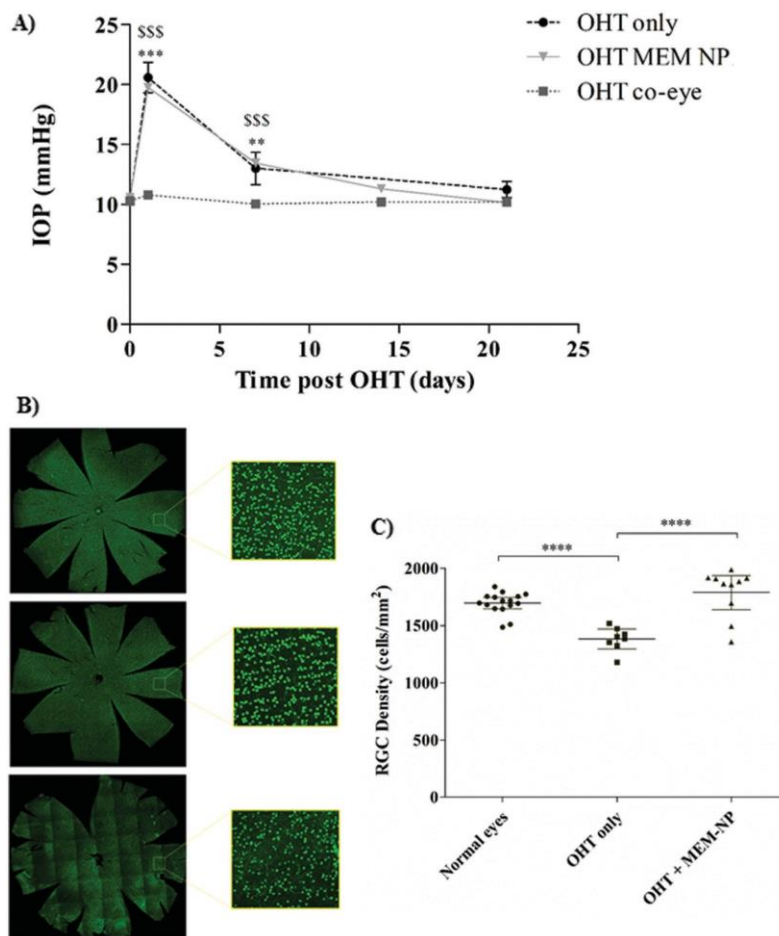 A)
IOP (mmHg)
25
20
15
10
5
0
$$$
***
$$$
**
0 5 10 15 20 25
Time post OHT (days)
OHT only
OHT MEM NP
OHT co-eye
B)
C)
RGC Density (cells/mm²)
2000
1500
1000
500
0
****
****
Normal eyes
OHT only
OHT + MEM-NP